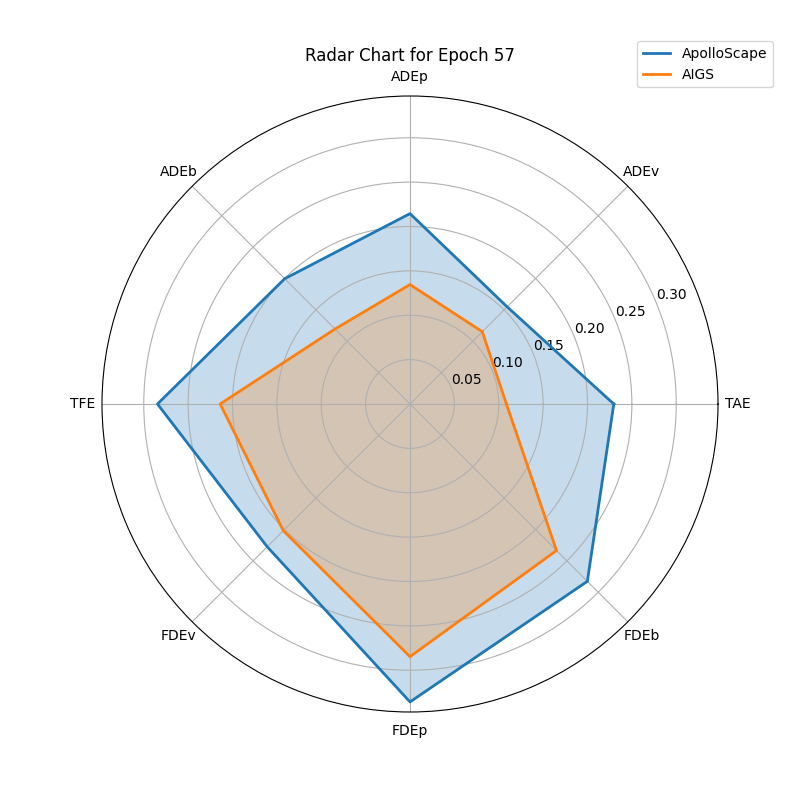 Radar Chart for Epoch 57
ApolloScape
AIGS
ADEp
ADEb
ADEv
0.30
0.25
0.20
0.15
0.10
0.05
TFE
TAE
FDEv
FDEb
FDEp